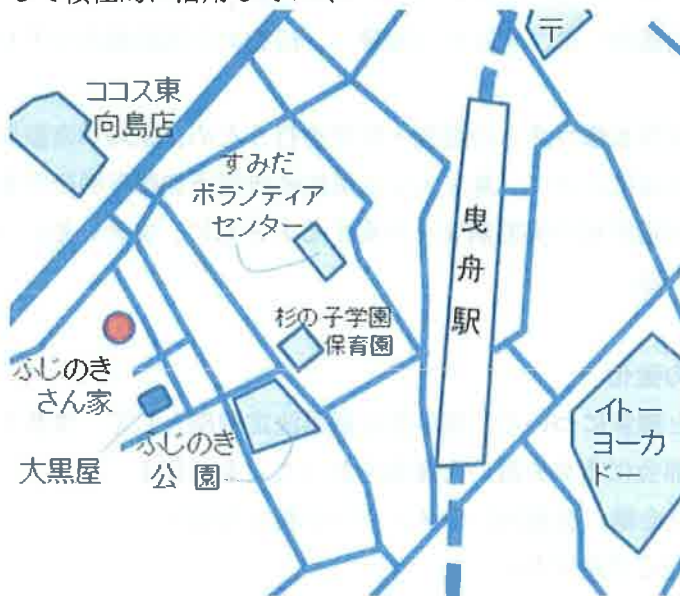 ココス東
向島店
〒
すみだ
ボランティア
センター
曳舟駅
杉の子学園
保育園
ふじのき
さん家
大黒屋
ふじのき
公園
イトー
ヨーカ
ドー